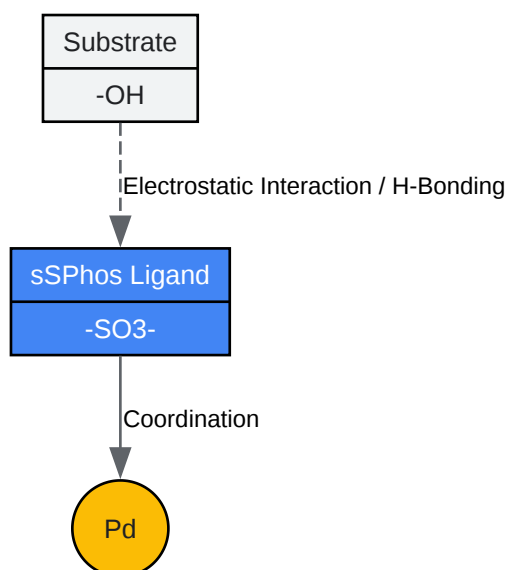 Substrate
-OH
Electrostatic Interaction / H-Bonding
sSPhos Ligand
-SO3-
Coordination
Pd